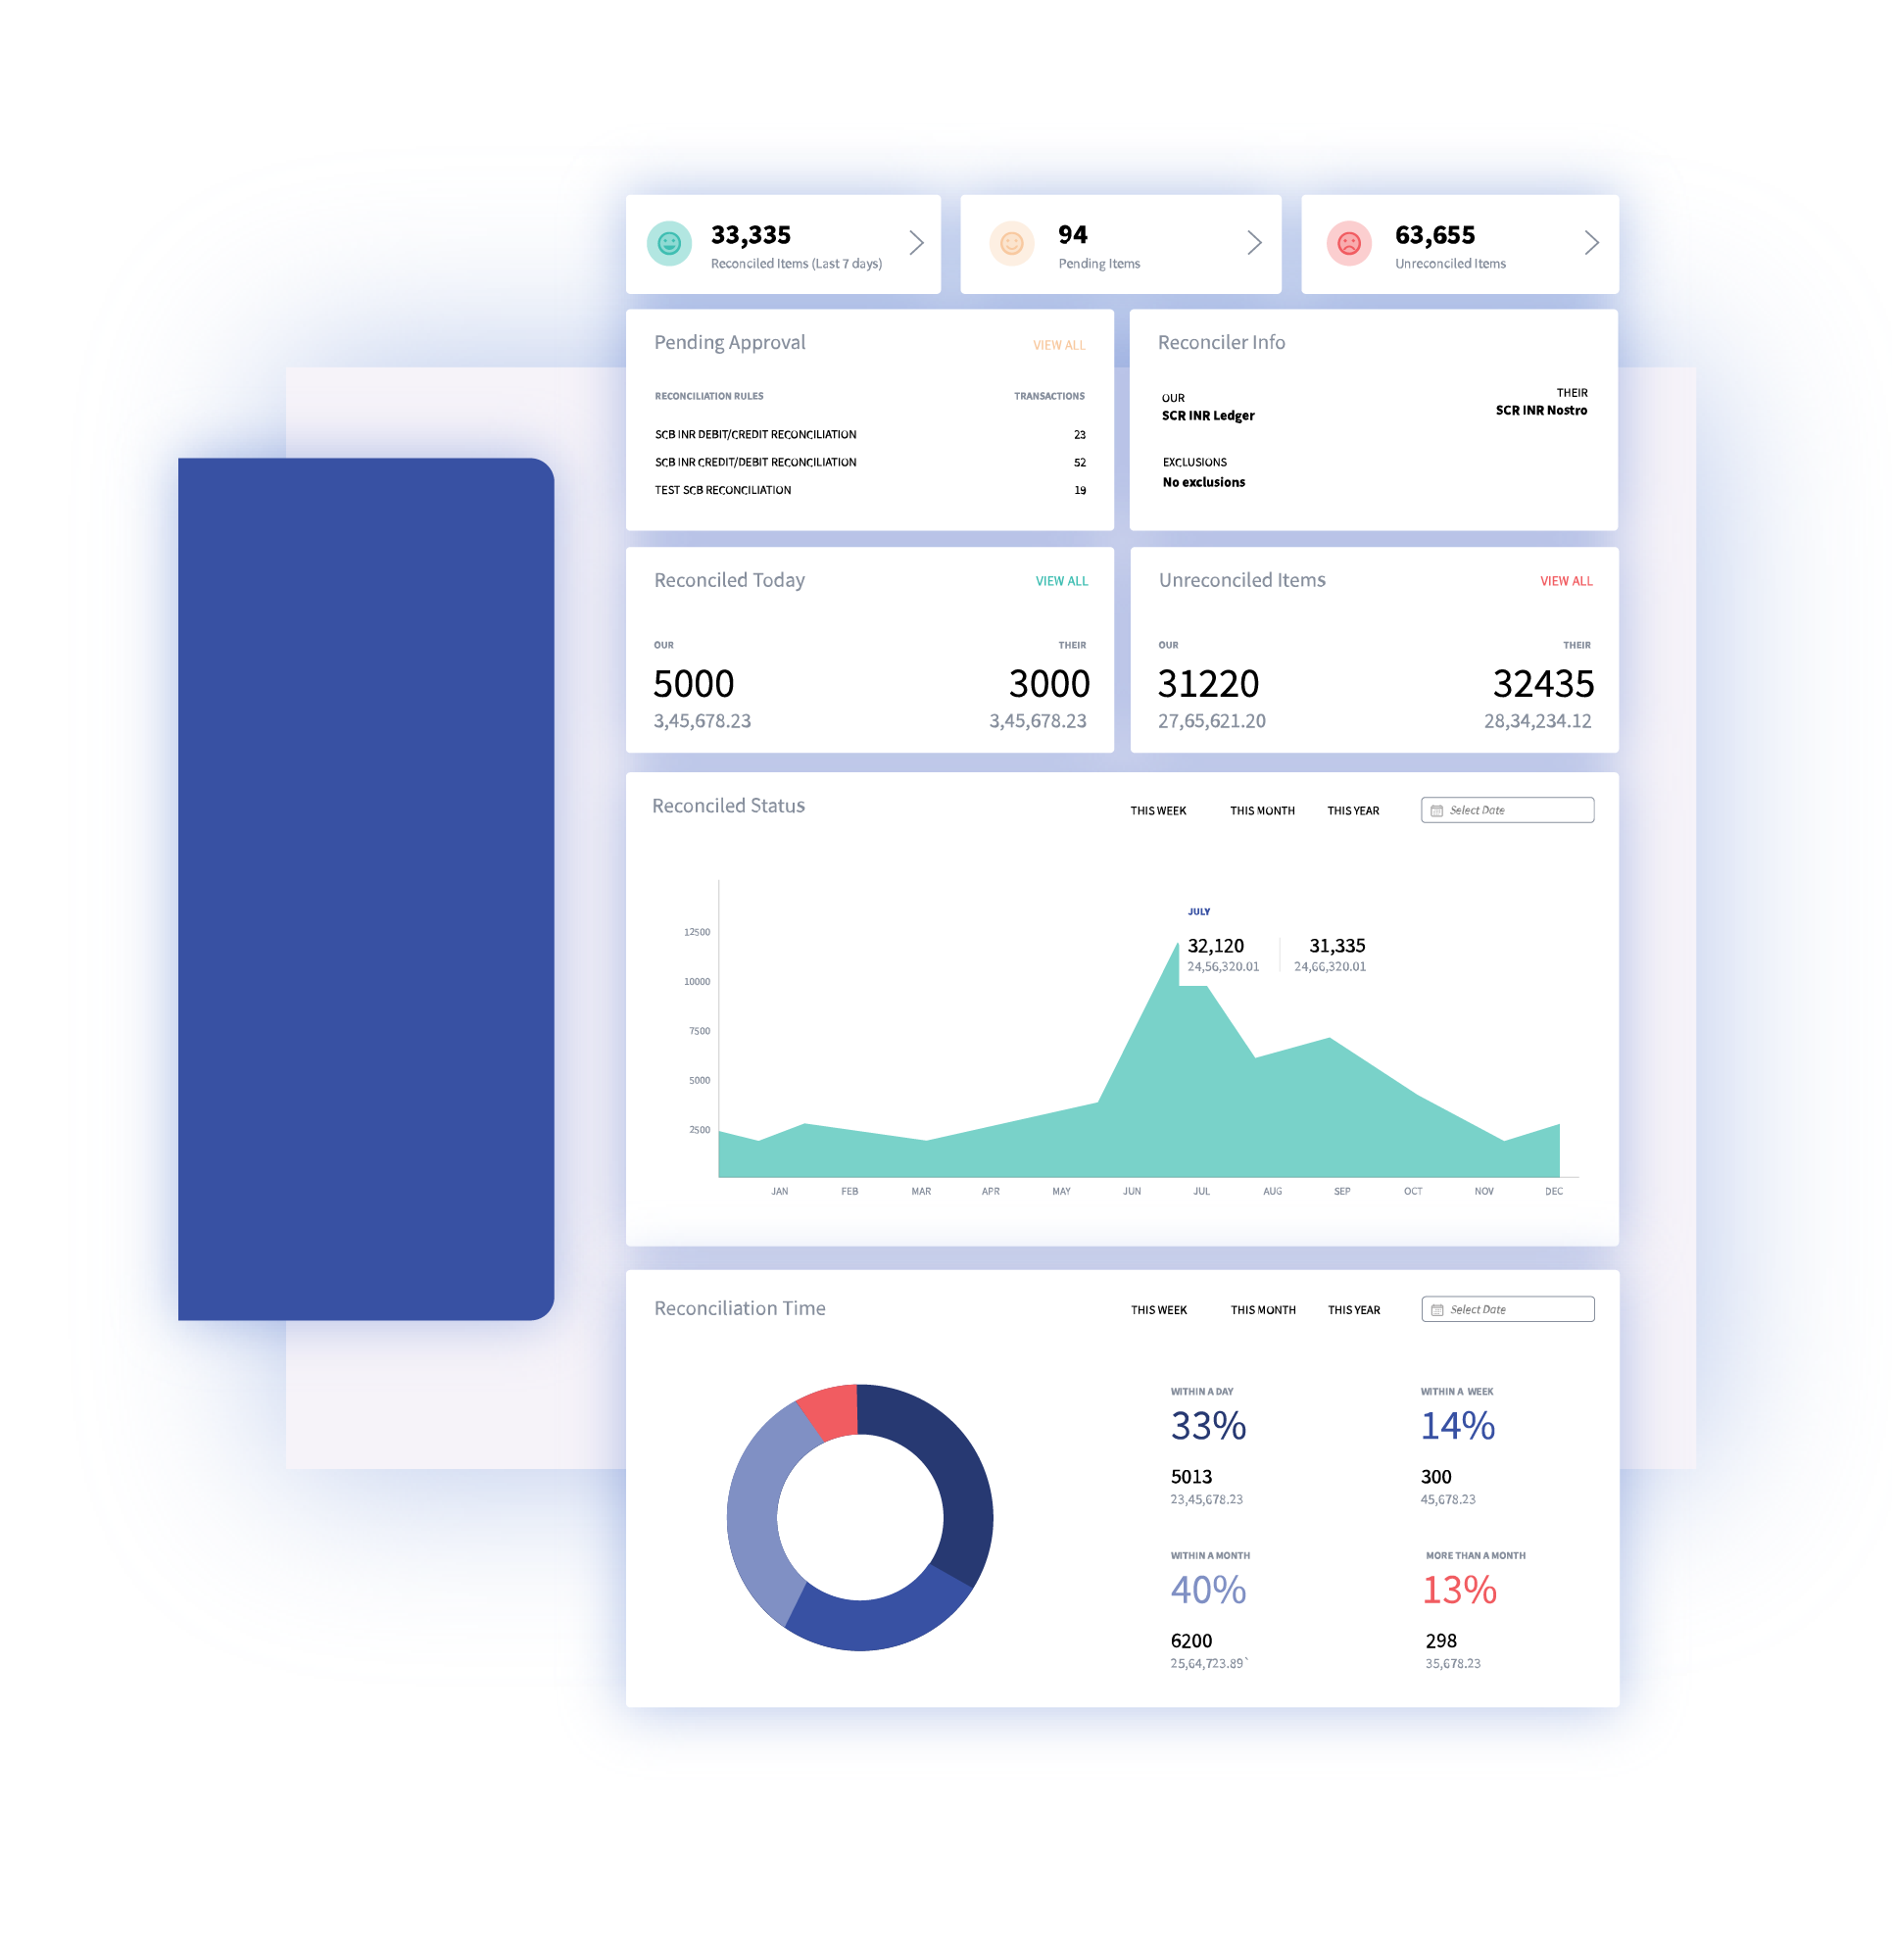 33,335
Reconciled Items (Last 7 days)
94
Pending Items
63,655
Unreconciled Items
Pending Approval
VIEW ALL
RECONCILIATION RULES
TRANSACTIONS
SCB INR DEBIT/CREDIT RECONCILIATION
23
SCB INR CREDIT/DEBIT RECONCILIATION
52
TEST SCB RECONCILIATION
19
Reconciler Info
OUR
SCR INR Ledger
THEIR
SCR INR Nostro
EXCLUSIONS
No exclusions
Reconciled Today
VIEW ALL
OUR
THEIR
5000
3000
3,45,678.23
3,45,678.23
Unreconciled Items
VIEW ALL
OUR
THEIR
31220
32435
27,65,621.20
28,34,234.12
Reconciled Status
THIS WEEK
THIS MONTH
THIS YEAR
Select Date
JULY
32,120
31,335
24,56,320.01
24,66,320.01
12500
10000
7500
5000
2500
JAN
FEB
MAR
APR
MAY
JUN
JUL
AUG
SEP
OCT
NOV
DEC
Reconciliation Time
THIS WEEK
THIS MONTH
THIS YEAR
Select Date
WITHIN A DAY
33%
5013
23,45,678.23
WITHIN A WEEK
14%
300
45,678.23
WITHIN A MONTH
40%
6200
25,64,723.89`
MORE THAN A MONTH
13%
298
35,678.23